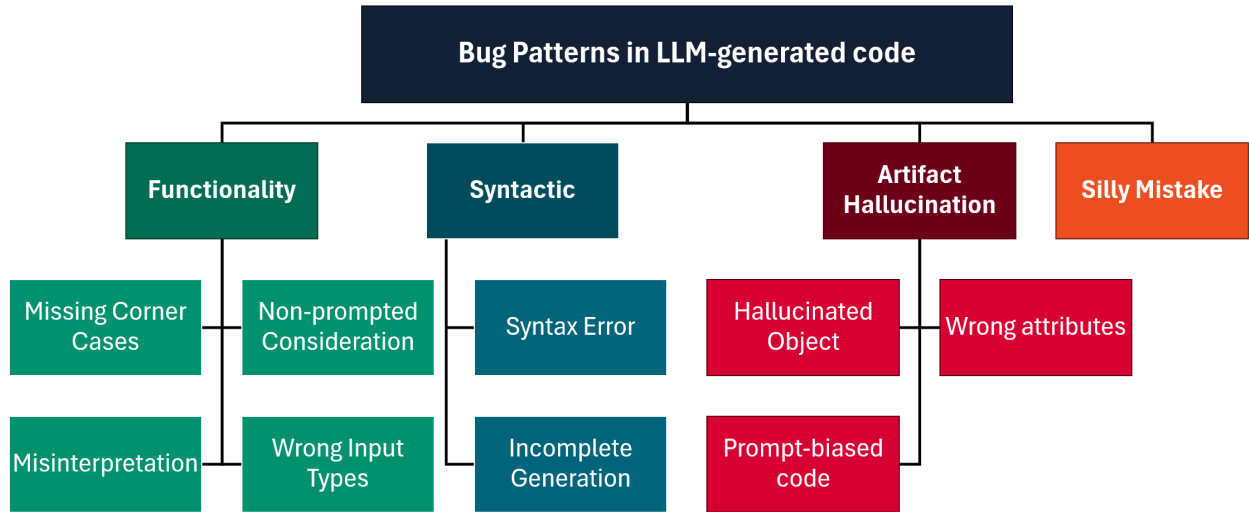 Bug Patterns in LLM-generated code
Functionality
Syntactic
Artifact
Hallucination
Silly Mistake
Missing Corner
Cases
Non-prompted
Consideration
Syntax Error
Hallucinated
Object
Wrong attributes
Misinterpretation
Wrong Input
Types
Incomplete
Generation
Prompt-biased
code